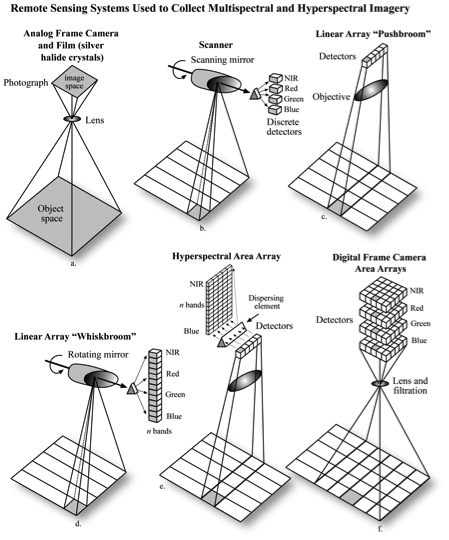 Remote Sensing Systems Used to Collect Multispectral and Hyperspectral Imagery
Analog Frame Camera
and Film (silver
halide crystals)
Photograph
image
space
Lens
Object
space
a.
Scanner
Scanning mirror
NIR
Red
Green
Blue
Discrete
detectors
b.
Linear Array “Pushbroom”
Detectors
Objective
c.
Linear Array “Whiskbroom”
Rotating mirror
NIR
Red
Green
Blue
n bands
d.
Hyperspectral Area Array
NIR
n bands
Blue
Dispersing
element
Detectors
e.
Digital Frame Camera
Area Arrays
NIR
Red
Detectors
Green
Blue
Lens and
filtration
f.